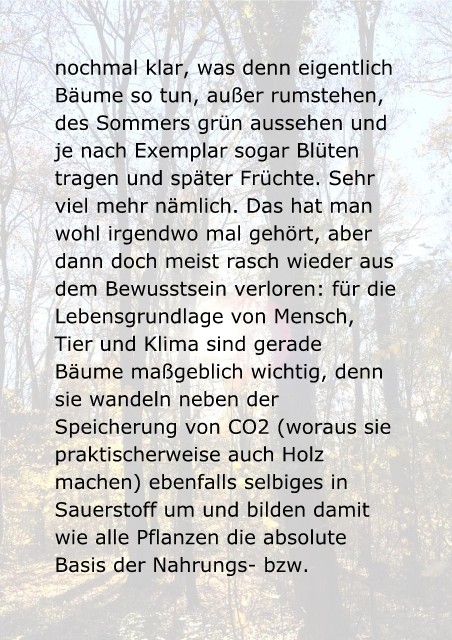 nochmal klar, was denn eigentlich
Bäume so tun, außer rumstehen,
des Sommers grün aussehen und
je nach Exemplar sogar Blüten
tragen und später Früchte. Sehr
viel mehr nämlich. Das hat man
wohl irgendwo mal gehört, aber
dann doch meist rasch wieder aus
dem Bewusstsein verloren: für die
Lebensgrundlage von Mensch,
Tier und Klima sind gerade
Bäume maßgeblich wichtig, denn
sie wandeln neben der
Speicherung von CO2 (woraus sie
praktischerweise auch Holz
machen) ebenfalls selbiges in
Sauerstoff um und bilden damit
wie alle Pflanzen die absolute
Basis der Nahrungs- bzw.